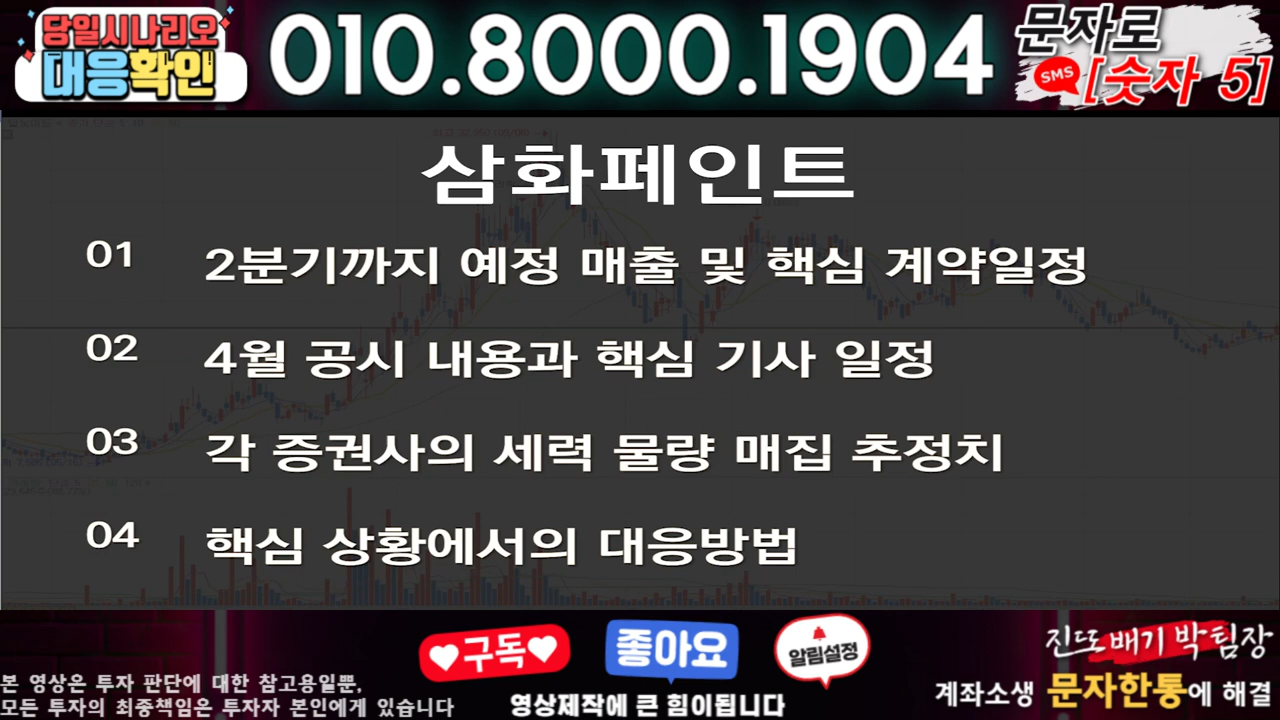 당일시나리오
대응확인
010.8000.1904
문자로
SMS [숫자 5]
삼화페인트
01 2분기까지 예정 매출 및 핵심 계약일정
02 4월 공시 내용과 핵심 기사 일정
03 각 증권사의 세력 물량 매집 추정치
04 핵심 상황에서의 대응방법
구독
좋아요
알림설정
진또배기 박팀장
본 영상은 투자 판단에 대한 참고용일뿐,
모든 투자의 최종책임은 투자자 본인에게 있습니다
영상제작에 큰 힘이됩니다
계좌소생 문자한통에 해결